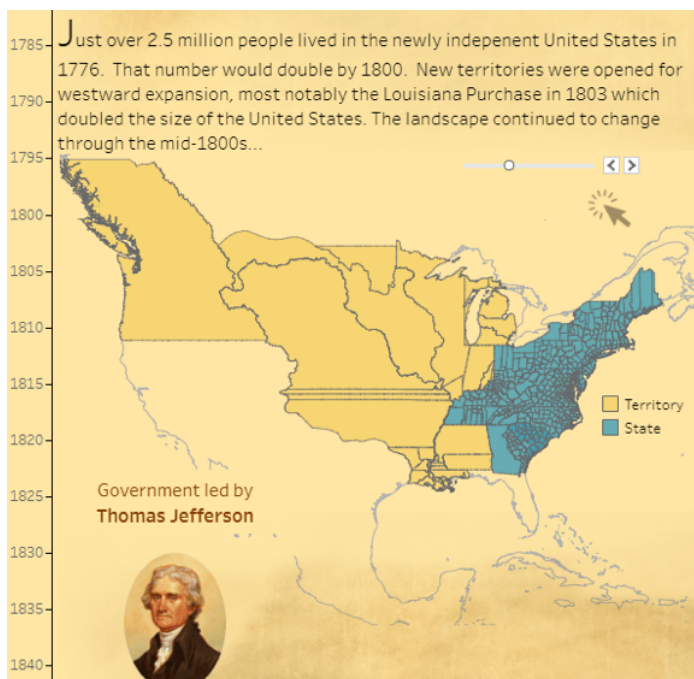 Just over 2.5 million people lived in the newly indepenent United States in
1776. That number would double by 1800. New territories were opened for
westward expansion, most notably the Louisiana Purchase in 1803 which
doubled the size of the United States. The landscape continued to change
through the mid-1800s...
1785
1790
1795
1800
1805
1810
1815
1820
1825
1830
1835
1840
Territory
State
Government led by
Thomas Jefferson